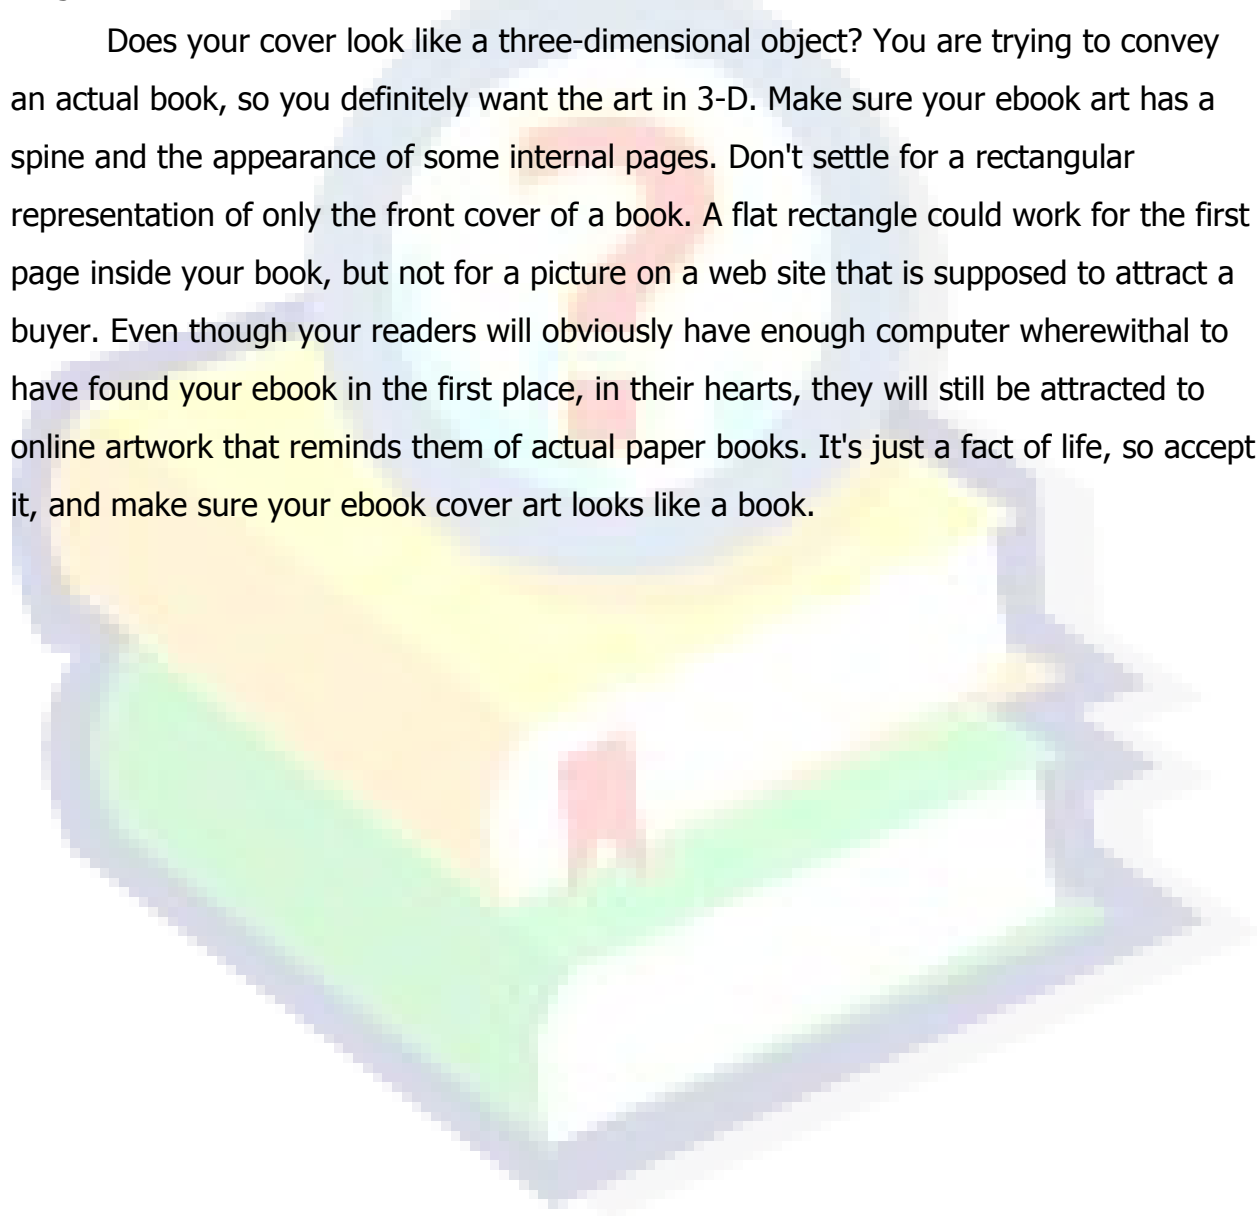 Does your cover look like a three-dimensional object? You are trying to convey
an actual book, so you definitely want the art in 3-D. Make sure your ebook art has a
spine and the appearance of some internal pages. Don't settle for a rectangular
representation of only the front cover of a book. A flat rectangle could work for the first
page inside your book, but not for a picture on a web site that is supposed to attract a
buyer. Even though your readers will obviously have enough computer wherewithal to
have found your ebook in the first place, in their hearts, they will still be attracted to
online artwork that reminds them of actual paper books. It's just a fact of life, so accept
it, and make sure your ebook cover art looks like a book.
?